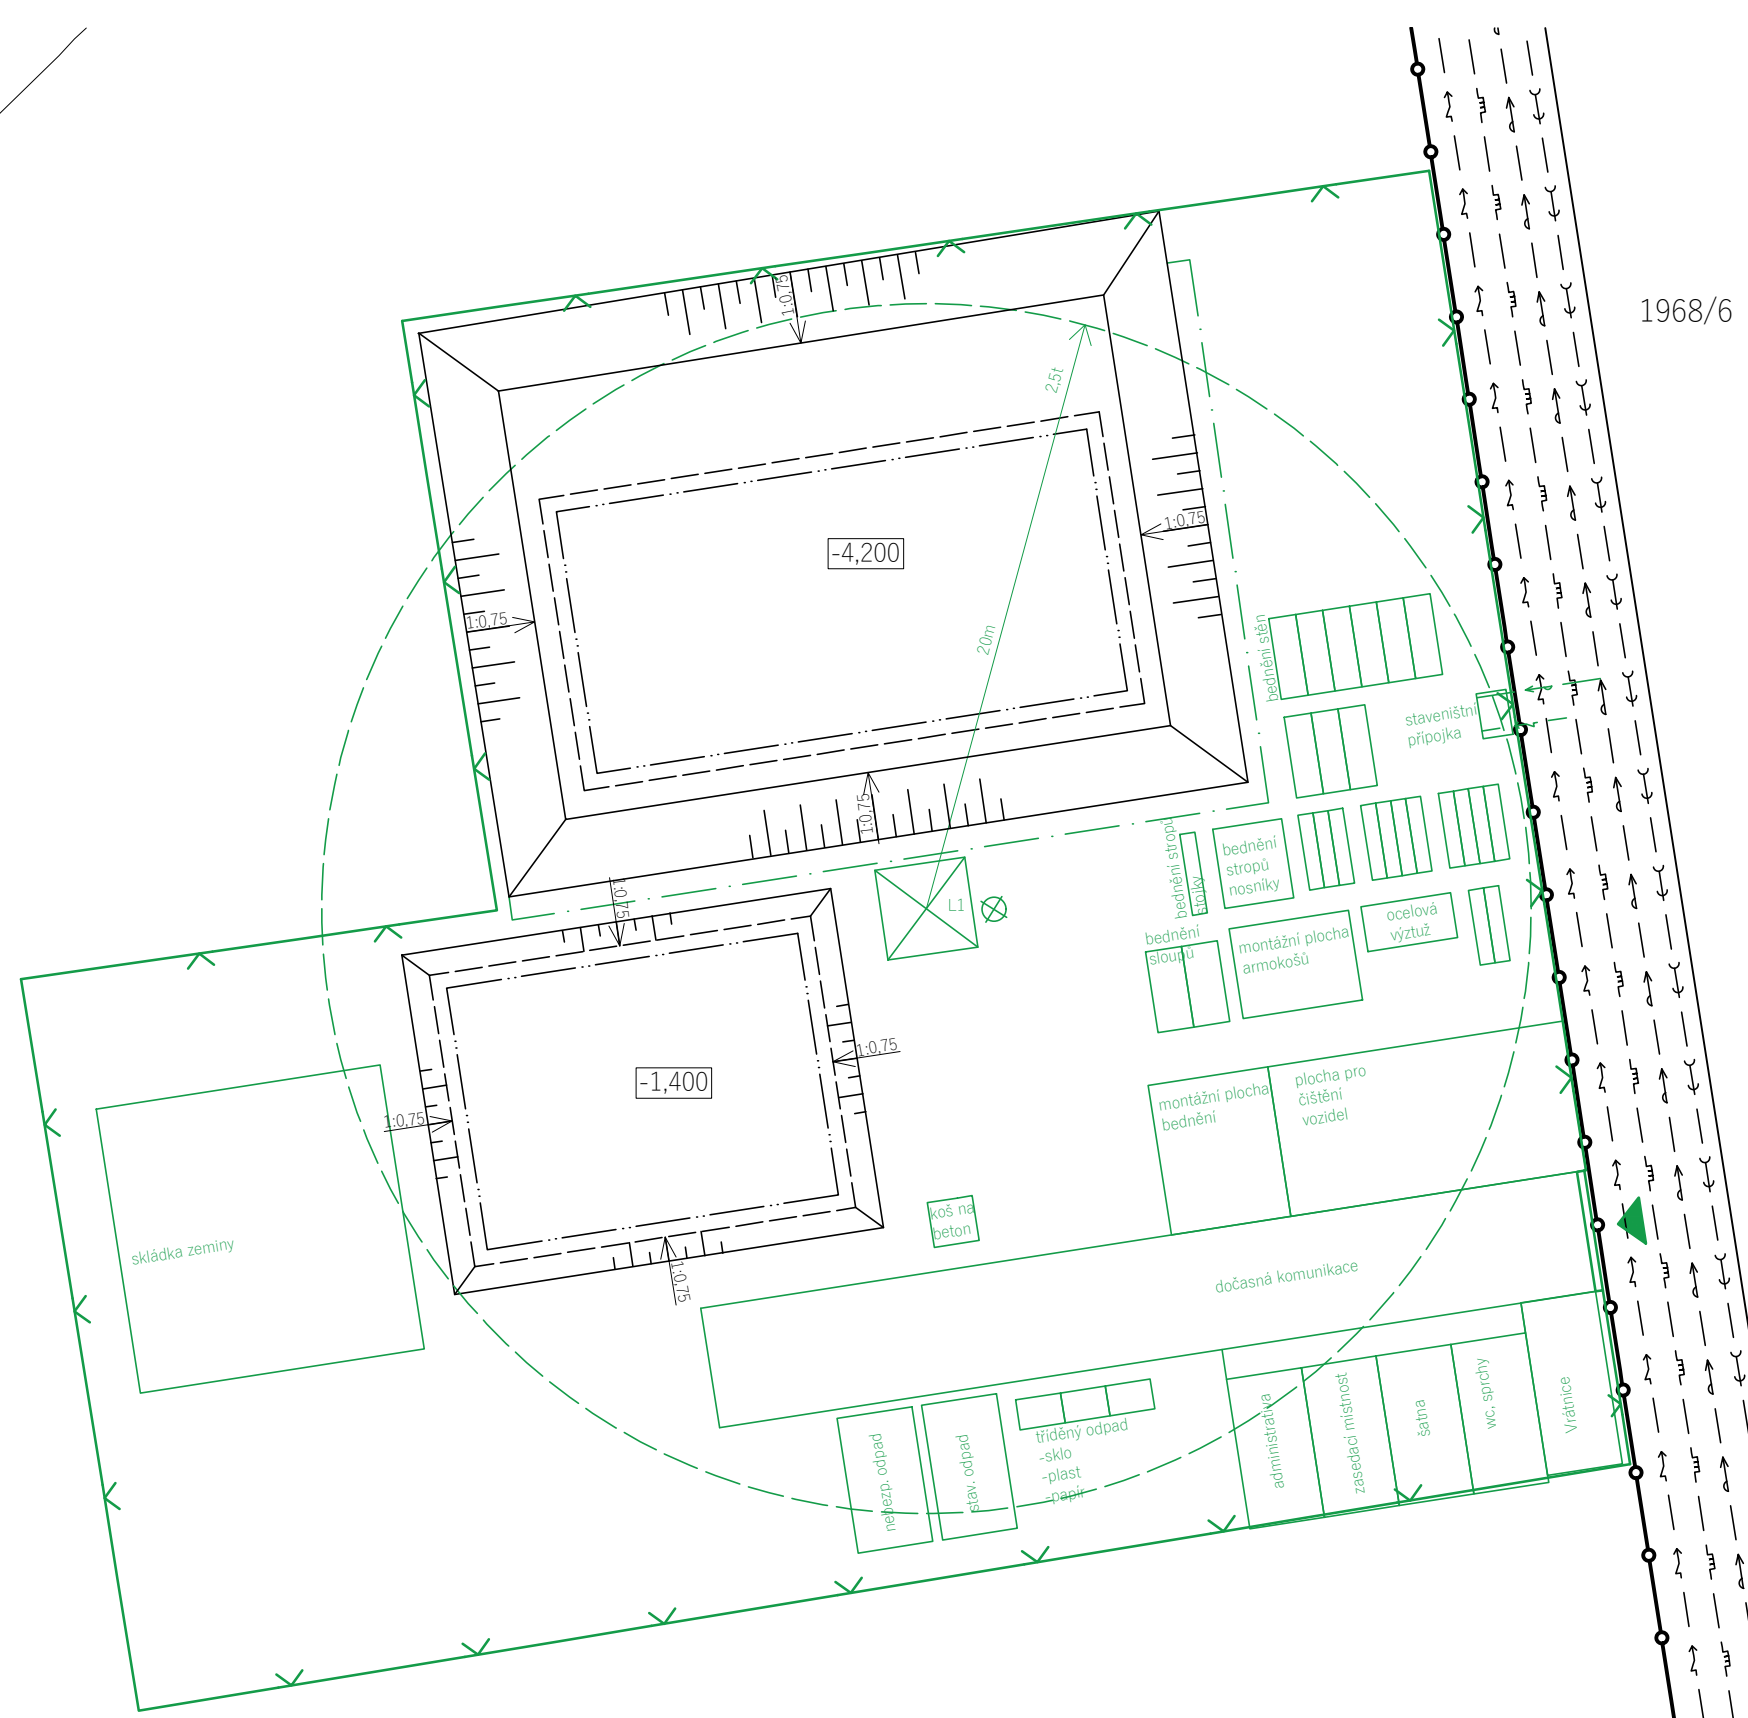 1:0,75
2,5t
1968/6
1:0,75
-4,200
1:0,75
20m
bednění stěn
staveništní
přípojka
1:0,75
bednění stropů
stojky
bednění
stropů
nosníky
1:0,75
L1
ocelová
výztuž
bednění
sloupů
montážní plocha
armokošů
1:0,75
-1,400
1:0,75
montážní plocha
bednění
plocha pro
čištění
vozidel
koš na
beton
skládka zeminy
1:0,75
dočasná komunikace
nebezp. odpad
stav. odpad
tříděný odpad
-sklo
-plast
-papír
administrativa
zasedací místnost
šatna
wc, sprchy
Vrátnice